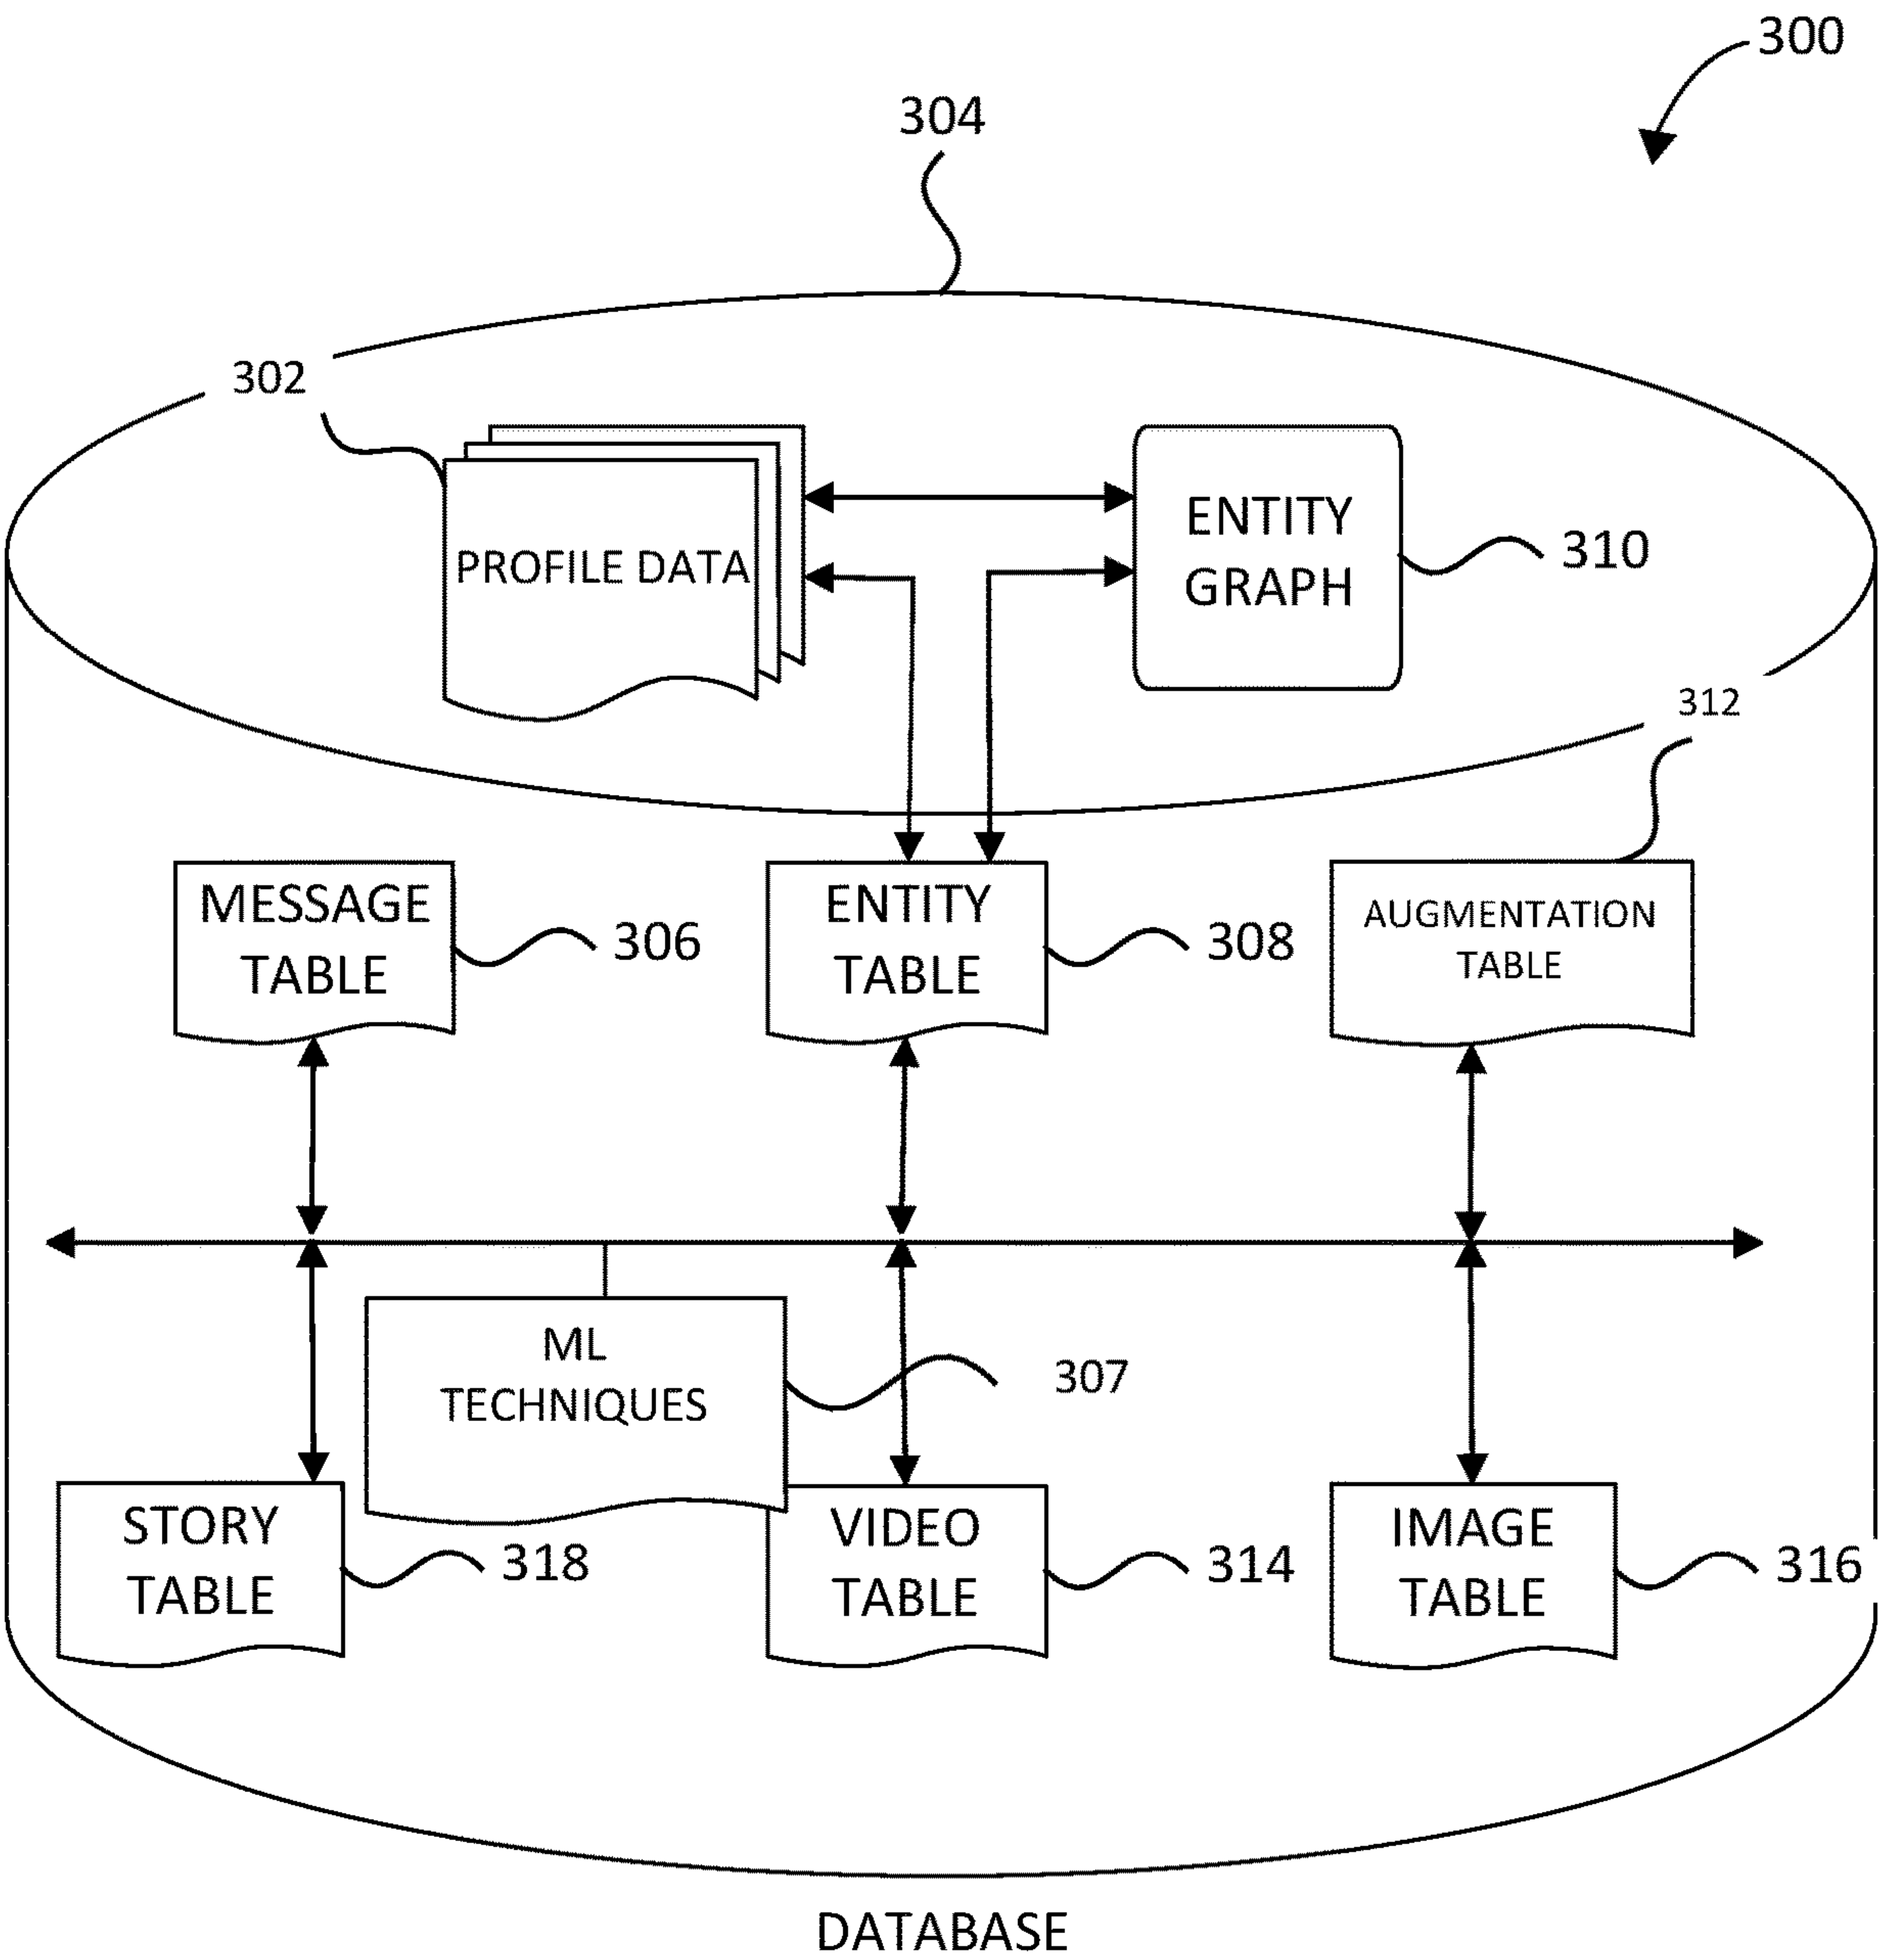 300
304
302
PROFILE DATA
ENTITY
GRAPH
310
312
MESSAGE
TABLE
306
ENTITY
TABLE
308
AUGMENTATION
TABLE
ML
TECHNIQUES
307
STORY
TABLE
318
VIDEO
TABLE
314
IMAGE
TABLE
316
DATABASE